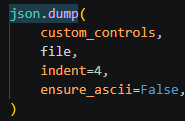 json.dump(
    custom_controls,
    file,
    indent=4,
    ensure_ascii=False,
)